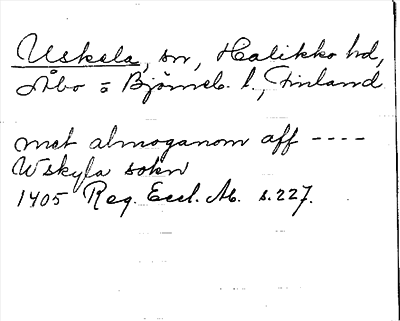 Uskela, sn, Halikko hd,
Åbo o Björneb. l., Finland
met almoganom aff ----
Wskyla sokn
1405 Reg. Eccl. Ab. s. 227.